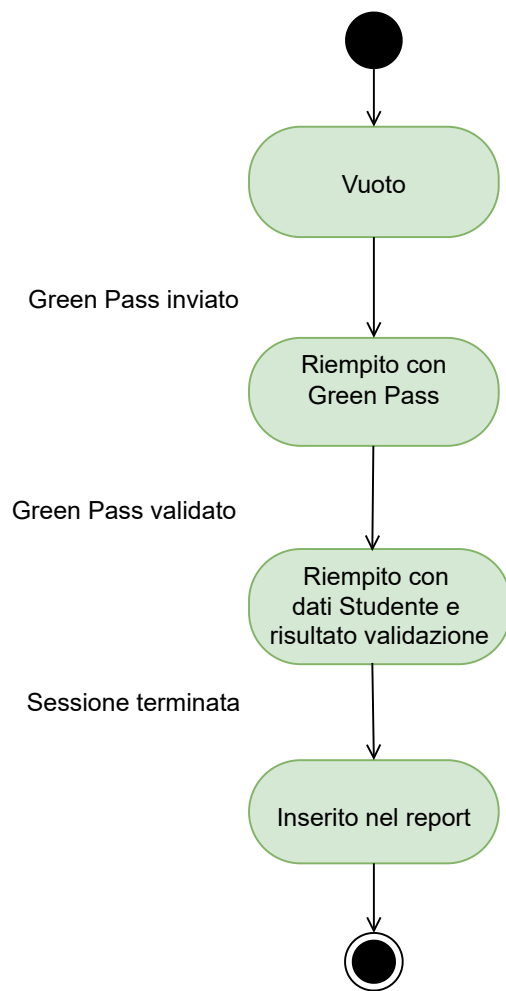 Vuoto
Green Pass inviato
Riempito con
Green Pass
Green Pass validato
Riempito con
dati Studente e
risultato validazione
Sessione terminata
Inserito nel report